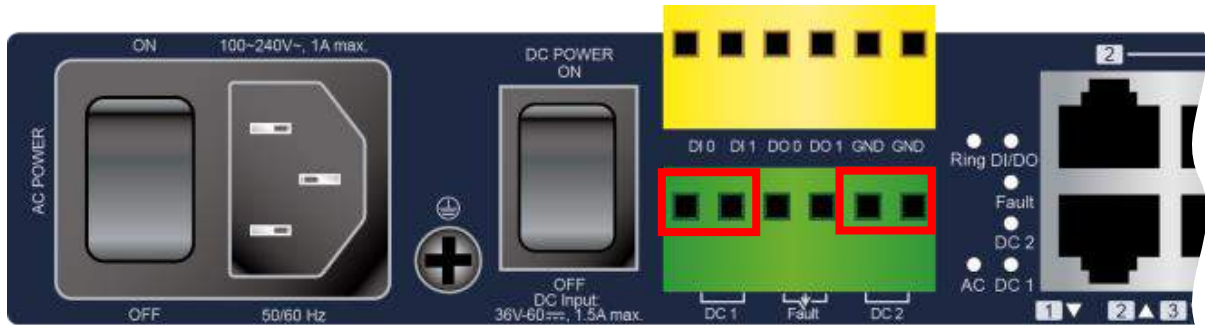 ON
100~240V~, 1A max.
AC POWER
OFF
50/60 Hz
DC POWER
ON
OFF
DC Input:
36V-60⎓, 1.5A max.
DI 0 DI 1 DO 0 DO 1 GND GND
DC 1 Fault DC 2
2
Ring DI/DO
Fault
DC 2
AC DC 1
1 ▼ 2 ▲ 3